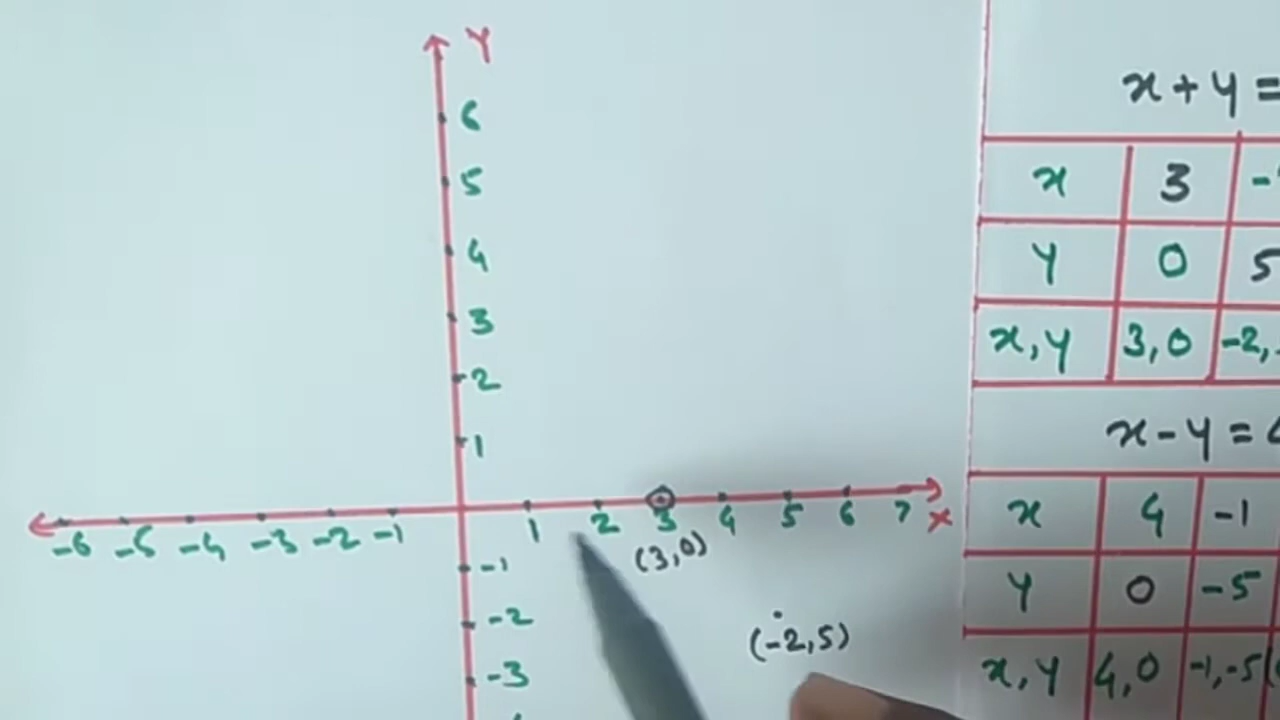 Y
6
5
4
3
2
1
-6 -5 -4 -3 -2 -1 1 2 3 4 5 6 7 X
(3,0)
-1
-2
-3
(-2,5)
x+y=
x 3
y 0 5
x,y 3,0 -2,
x-y=
x 4 -1
y 0 -5
x,y 4,0 -1,-5